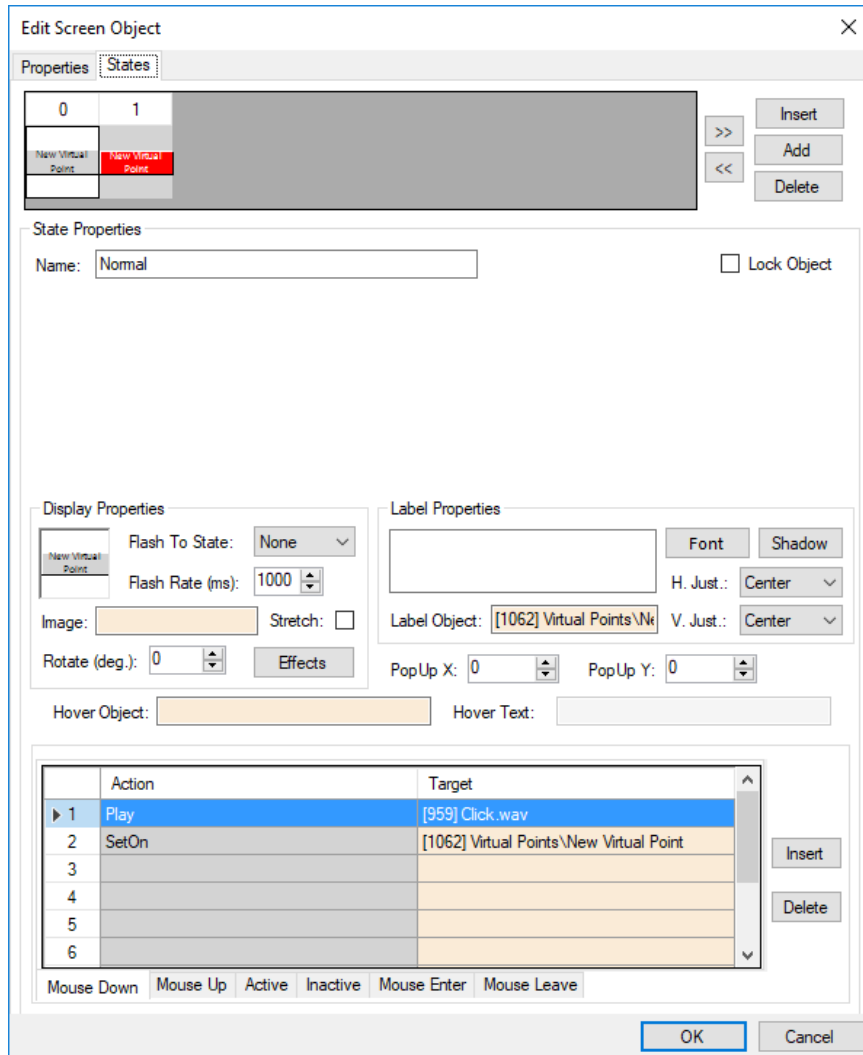 Edit Screen Object
Properties States
0 1
New Virtual Point New Virtual Point
>>
<<
Insert
Add
Delete
State Properties
Name: Normal
Lock Object
Display Properties
New Virtual Point
Flash To State: None
Flash Rate (ms): 1000
Image:
Stretch:
Rotate (deg.): 0
Effects
Label Properties
Font Shadow
H. Just.: Center
Label Object: [1062] Virtual Points\Ne V. Just.: Center
PopUp X: 0 PopUp Y: 0
Hover Object: Hover Text:
Action Target
1 Play [959] Click.wav
2 SetOn [1062] Virtual Points\New Virtual Point
3
4
5
6
Insert
Delete
Mouse Down Mouse Up Active Inactive Mouse Enter Mouse Leave
OK Cancel